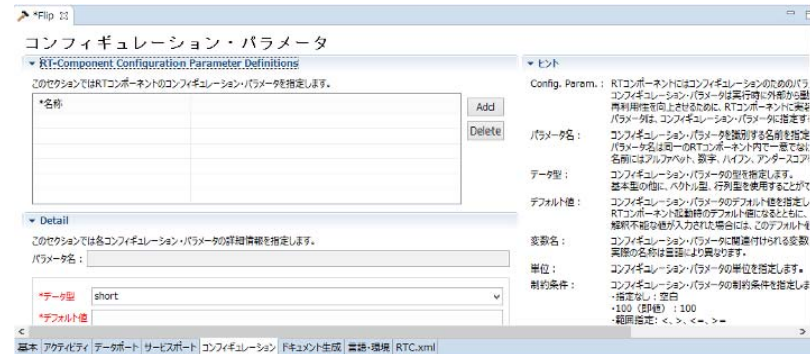 *Flip
コンフィギュレーション・パラメータ
RT-Component Configuration Parameter Definitions
このセクションではRTコンポーネントのコンフィギュレーション・パラメータを指定します。
*名称
Add
Delete
Detail
このセクションでは各コンフィギュレーション・パラメータの詳細情報を指定します。
パラメータ名：
*データ型
short
*デフォルト値
ヒント
Config. Param.：
RTコンポーネントにはコンフィギュレーションのためのパラ
コンフィギュレーション・パラメータは実行時に外部から動
再利用性を向上させるために、RTコンポーネントに実装
パラメータは、コンフィギュレーション・パラメータに指定す
パラメータ名：
コンフィギュレーション・パラメータを識別する名前を指定
パラメータ名は同一のRTコンポーネント内で一意でな
名前にはアルファベット、数字、ハイフン、アンダースコア
データ型：
コンフィギュレーション・パラメータの型を指定します。
基本型の他に、ベクトル型、行列型を使用することがで
デフォルト値：
コンフィギュレーション・パラメータのデフォルト値を指定し
RTコンポーネント起動時のデフォルト値になるとともに、
解釈不能な値が入力された場合には、このデフォルト値
変数名：
コンフィギュレーション・パラメータに関連付けられる変数
実際の名称は言語により異なります。
単位：
コンフィギュレーション・パラメータの単位を指定します。
制約条件：
コンフィギュレーション・パラメータの制約条件を指定しま
・指定なし：空白
・100（即値）：100
・範囲指定：<、>、<=、>=
基本 アクティビティ データポート サービスポート コンフィギュレーション ドキュメント生成 言語・環境 RTC.xml